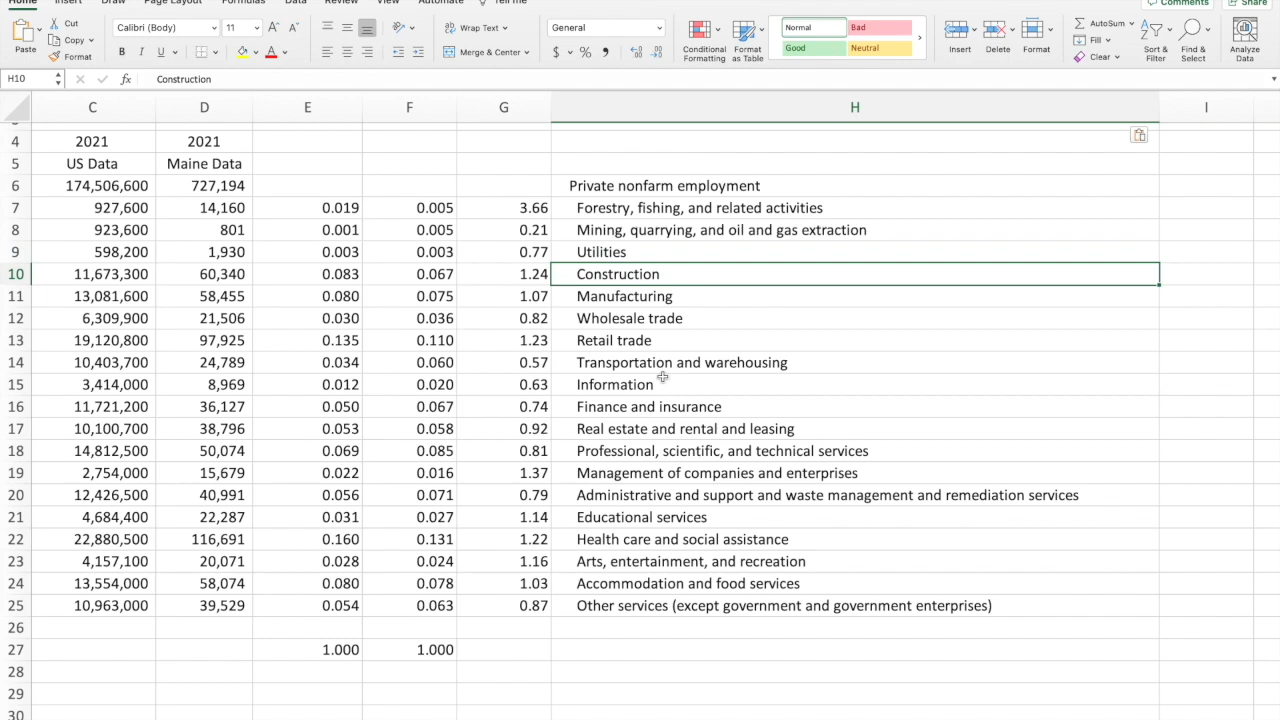 Home Insert Draw Page Layout Formulas Data Review View Automate Tell me
Comments Share
Paste Cut Copy Format
Calibri (Body) 11
B I U
Wrap Text
Merge & Center
General
$ %
Conditional Formatting
Format as Table
Normal Bad
Good Neutral
Insert Delete Format
AutoSum
Fill
Clear
Sort & Filter
Find & Select
Analyze Data
H10 fx Construction
C D E F G H I
4 2021 2021
5 US Data Maine Data
6 174,506,600 727,194 Private nonfarm employment
7 927,600 14,160 0.019 0.005 3.66 Forestry, fishing, and related activities
8 923,600 801 0.001 0.005 0.21 Mining, quarrying, and oil and gas extraction
9 598,200 1,930 0.003 0.003 0.77 Utilities
10 11,673,300 60,340 0.083 0.067 1.24 Construction
11 13,081,600 58,455 0.080 0.075 1.07 Manufacturing
12 6,309,900 21,506 0.030 0.036 0.82 Wholesale trade
13 19,120,800 97,925 0.135 0.110 1.23 Retail trade
14 10,403,700 24,789 0.034 0.060 0.57 Transportation and warehousing
15 3,414,000 8,969 0.012 0.020 0.63 Information
16 11,721,200 36,127 0.050 0.067 0.74 Finance and insurance
17 10,100,700 38,796 0.053 0.058 0.92 Real estate and rental and leasing
18 14,812,500 50,074 0.069 0.085 0.81 Professional, scientific, and technical services
19 2,754,000 15,679 0.022 0.016 1.37 Management of companies and enterprises
20 12,426,500 40,991 0.056 0.071 0.79 Administrative and support and waste management and remediation services
21 4,684,400 22,287 0.031 0.027 1.14 Educational services
22 22,880,500 116,691 0.160 0.131 1.22 Health care and social assistance
23 4,157,100 20,071 0.028 0.024 1.16 Arts, entertainment, and recreation
24 13,554,000 58,074 0.080 0.078 1.03 Accommodation and food services
25 10,963,000 39,529 0.054 0.063 0.87 Other services (except government and government enterprises)
26
27 1.000 1.000
28
29
30